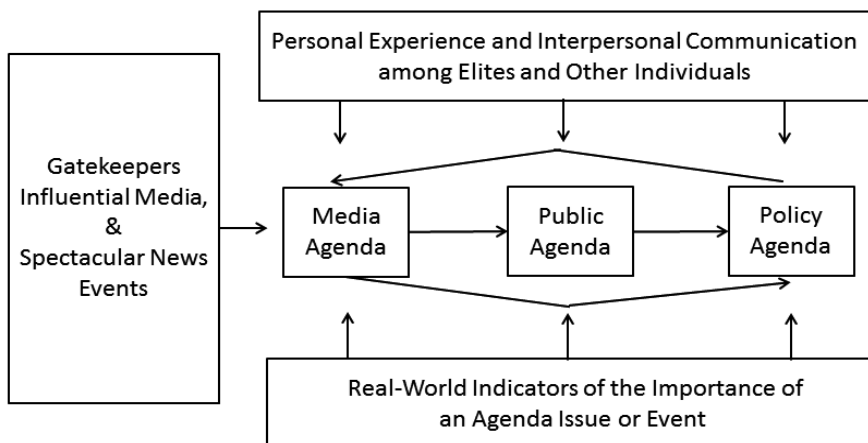 Personal Experience and Interpersonal Communication
among Elites and Other Individuals
Gatekeepers
Influential Media,
&
Spectacular News
Events
Media
Agenda
Public
Agenda
Policy
Agenda
Real-World Indicators of the Importance of
an Agenda Issue or Event